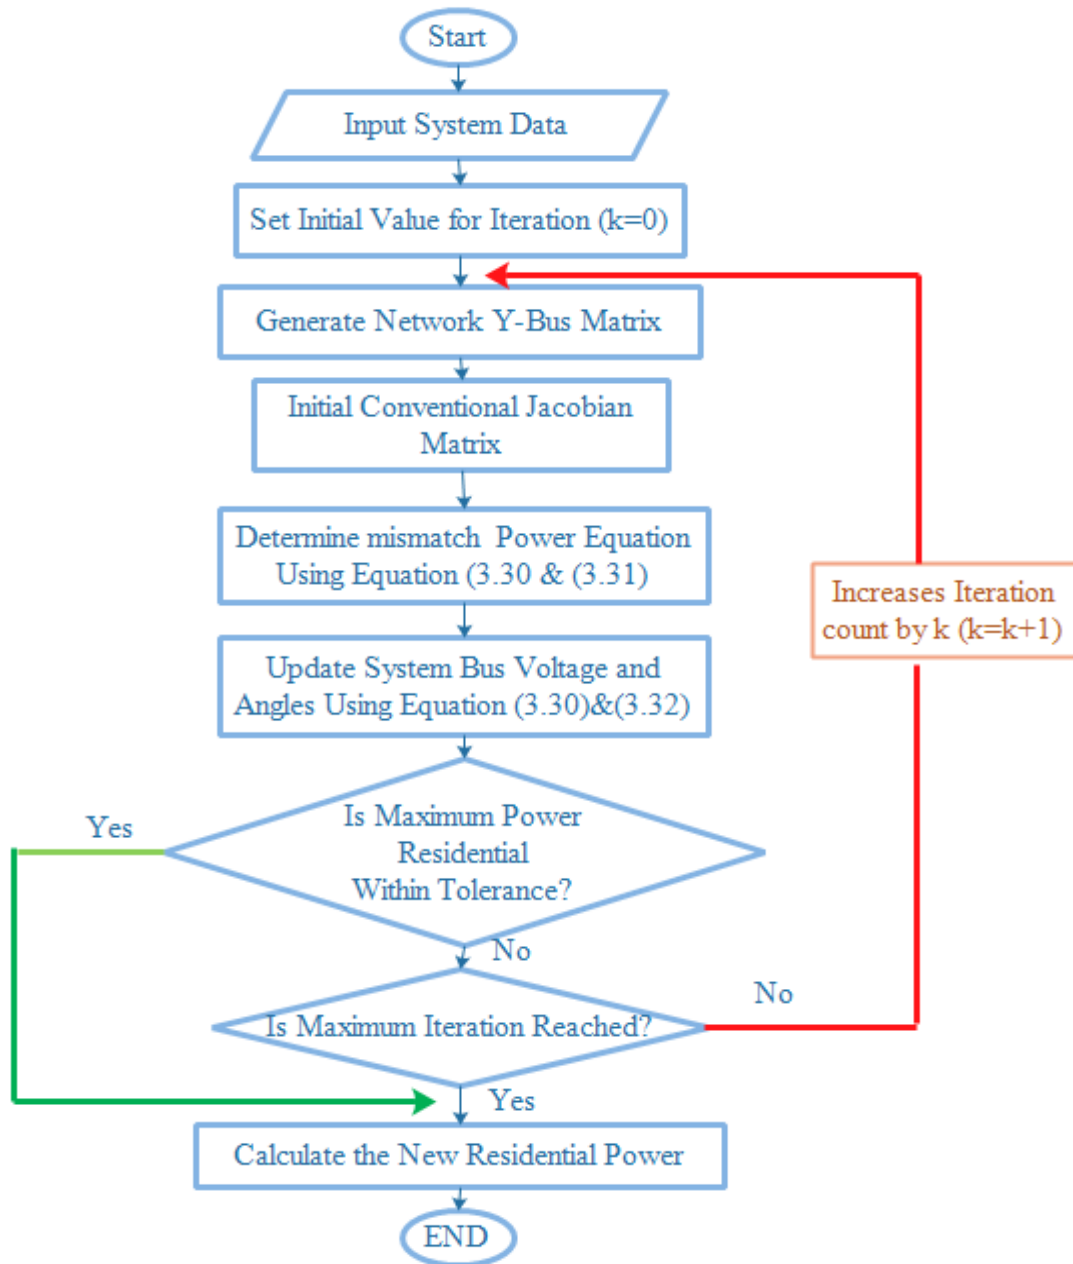 Start
Input System Data
Set Initial Value for Iteration (k=0)
Generate Network Y-Bus Matrix
Initial Conventional Jacobian
Matrix
Determine mismatch Power Equation
Using Equation (3.30 & (3.31)
Increases Iteration
count by k (k=k+1)
Update System Bus Voltage and
Angles Using Equation (3.30)&(3.32)
Yes
Is Maximum Power
Residential
Within Tolerance?
No
No
Is Maximum Iteration Reached?
Yes
Calculate the New Residential Power
END